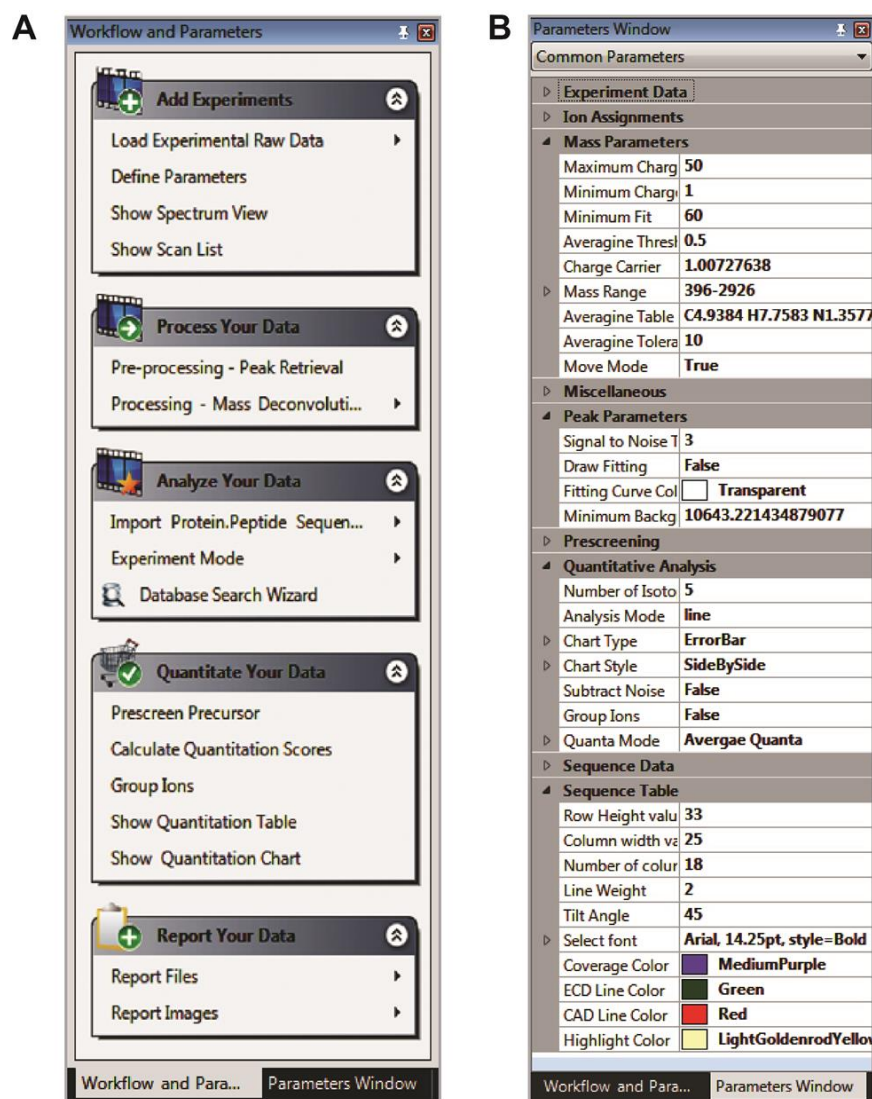 A
Workflow and Parameters
Add Experiments
Load Experimental Raw Data
Define Parameters
Show Spectrum View
Show Scan List
Process Your Data
Pre-processing - Peak Retrieval
Processing - Mass Deconvoluti...
Analyze Your Data
Import Protein.Peptide Sequen...
Experiment Mode
Database Search Wizard
Quantitate Your Data
Prescreen Precursor
Calculate Quantitation Scores
Group Ions
Show Quantitation Table
Show Quantitation Chart
Report Your Data
Report Files
Report Images
Workflow and Para... Parameters Window
B
Parameters Window
Common Parameters
Experiment Data
Ion Assignments
Mass Parameters
Maximum Charg 50
Minimum Charg 1
Minimum Fit 60
Averagine Thresh 0.5
Charge Carrier 1.00727638
Mass Range 396-2926
Averagine Table C4.9384 H7.7583 N1.3577
Averagine Tolera 10
Move Mode True
Miscellaneous
Peak Parameters
Signal to Noise T 3
Draw Fitting False
Fitting Curve Col Transparent
Minimum Backg 10643.221434879077
Prescreening
Quantitative Analysis
Number of Isoto 5
Analysis Mode line
Chart Type ErrorBar
Chart Style SideBySide
Subtract Noise False
Group Ions False
Quanta Mode Avergae Quanta
Sequence Data
Sequence Table
Row Height valu 33
Column width va 25
Number of colur 18
Line Weight 2
Tilt Angle 45
Select font Arial, 14.25pt, style=Bold
Coverage Color MediumPurple
ECD Line Color Green
CAD Line Color Red
Highlight Color LightGoldenrodYellow
Workflow and Para... Parameters Window